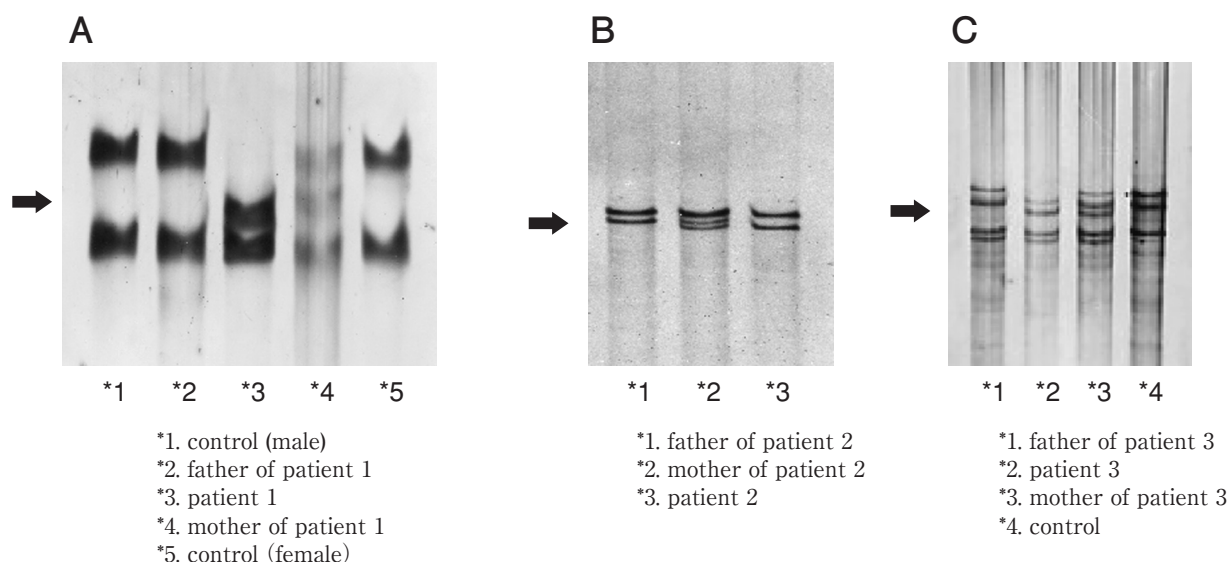 A
B
C
*1 *2 *3 *4 *5
*1 *2 *3
*1 *2 *3 *4
*1. control (male)
*2. father of patient 1
*3. patient 1
*4. mother of patient 1
*5. control (female)
*1. father of patient 2
*2. mother of patient 2
*3. patient 2
*1. father of patient 3
*2. patient 3
*3. mother of patient 3
*4. control